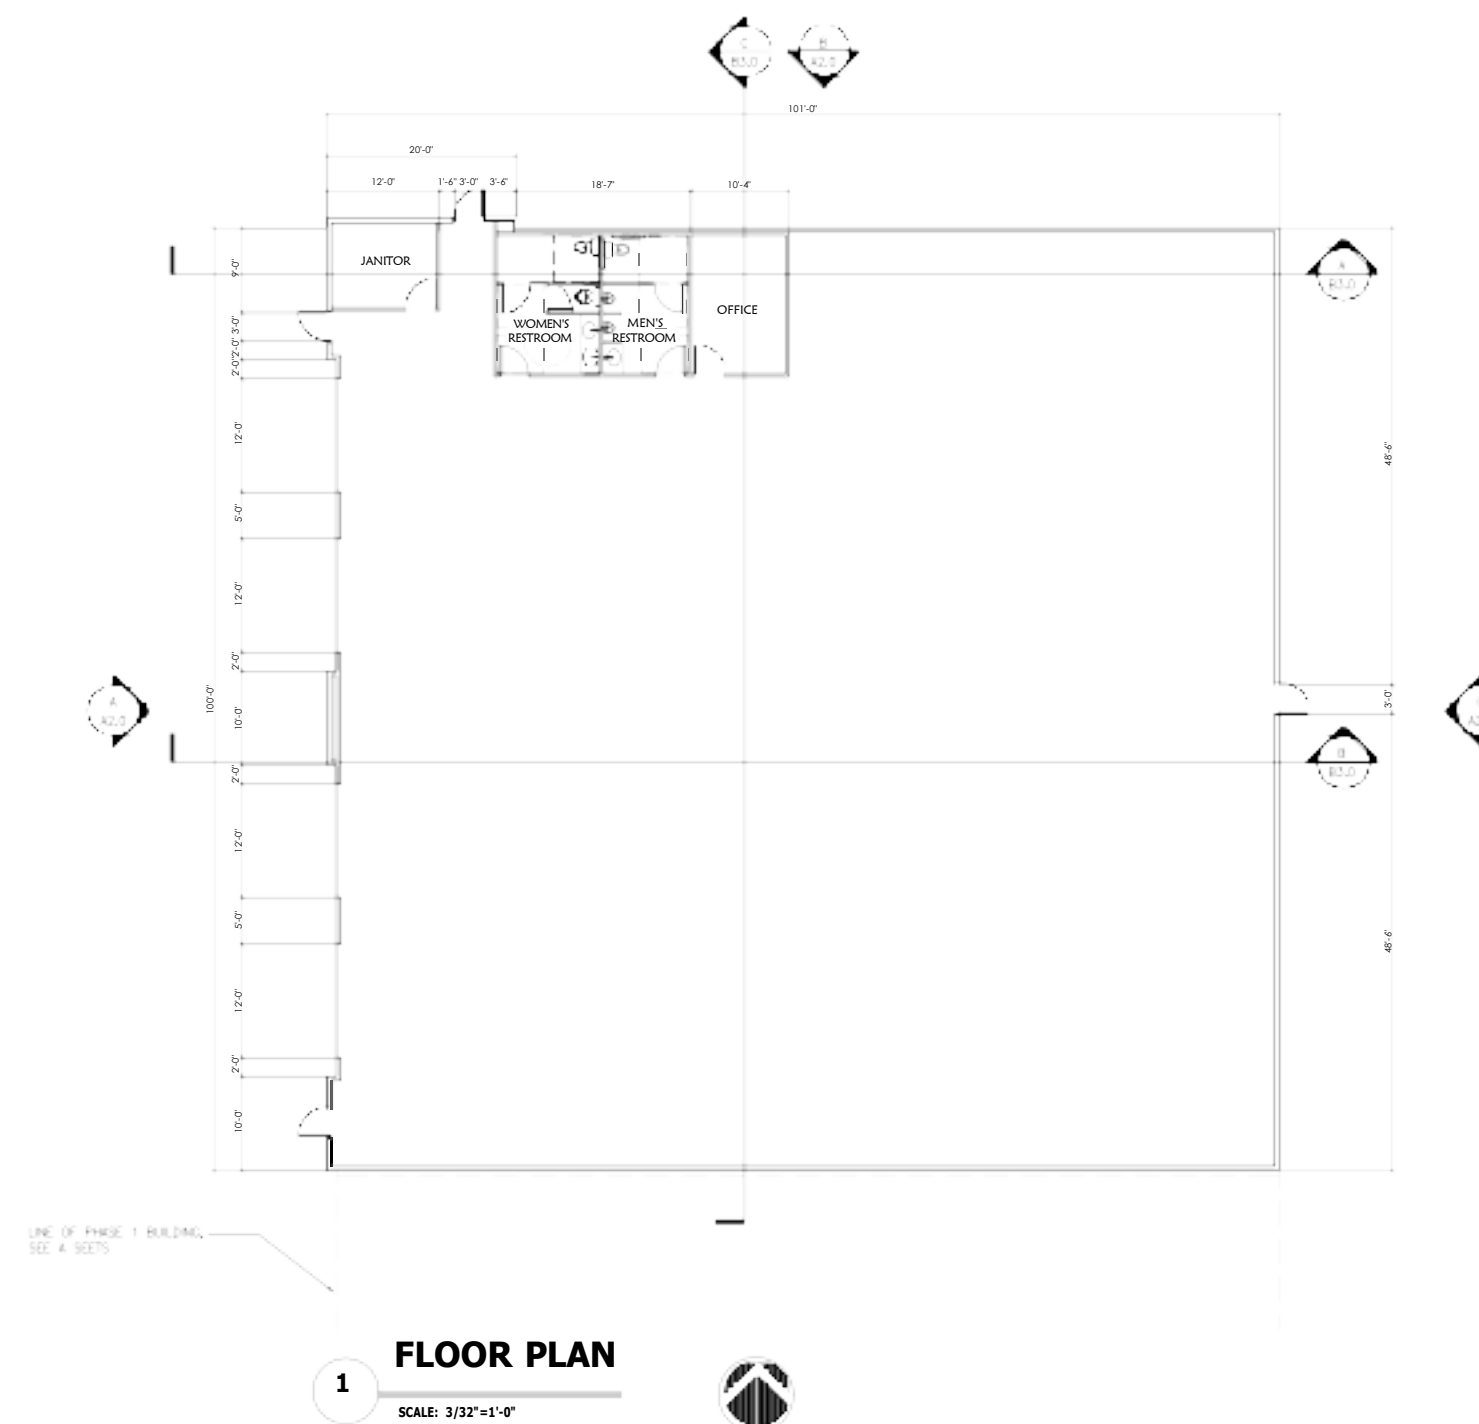 C
B3.0
B
A2.0
101'-0"
20'-0"
12'-0"
1'-6"
3'-0"
3'-6"
18'-7"
10'-4"
9'-0"
JANITOR
A
B3.0
OFFICE
WOMEN'S
RESTROOM
MEN'S
RESTROOM
3'-0"
2'-0"
2'-0"
12'-0"
48'-6"
5'-0"
12'-0"
2'-0"
100'-0"
A
A2.0
10'-0"
3'-0"
2'-0"
B
B3.0
12'-0"
5'-0"
48'-6"
12'-0"
2'-0"
10'-0"
LINE OF PHASE 1 BUILDING,
SEE A SEETS
FLOOR PLAN
1
SCALE: 3/32"=1'-0"